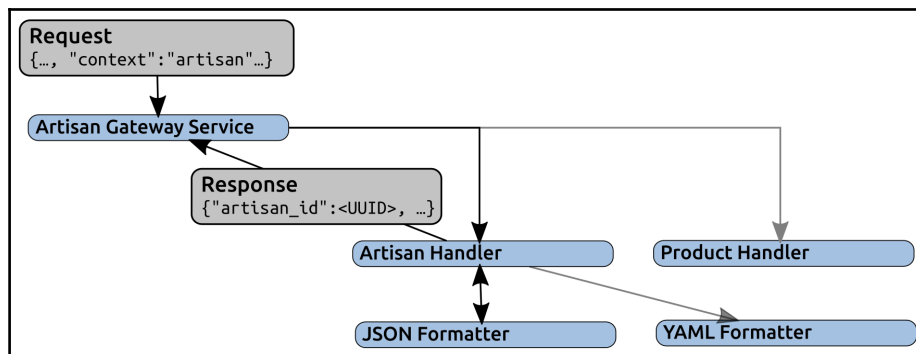 Request
{…, "context":"artisan"…}
Artisan Gateway Service
Response
{"artisan_id":<UUID>, …}
Artisan Handler
Product Handler
JSON Formatter
YAML Formatter